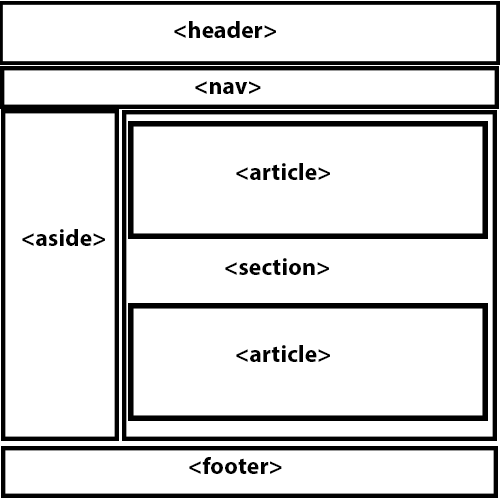 <header>
<nav>
<aside>
<article>
<section>
<article>
<footer>